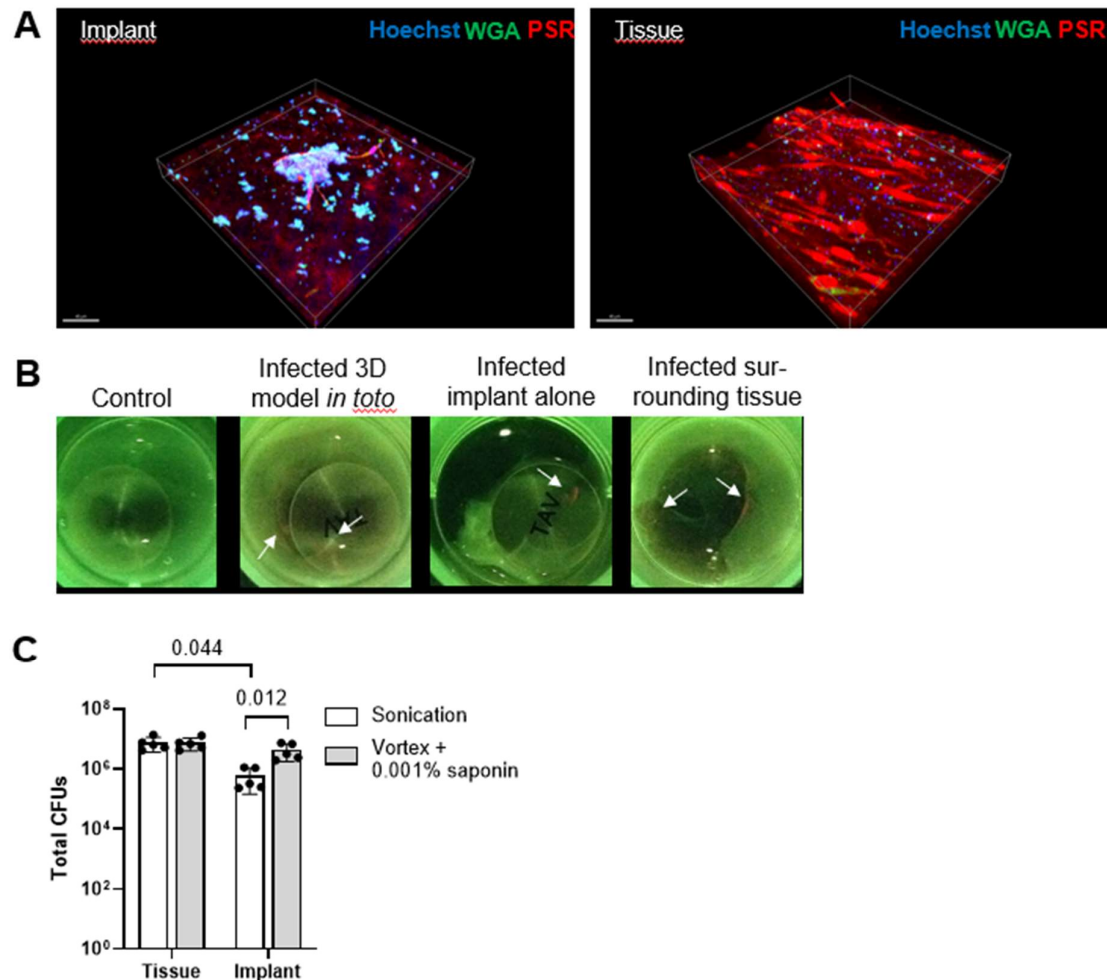 A
Implant
Hoechst WGA PSR
Tissue
Hoechst WGA PSR
B
Control
Infected 3D
model in toto
Infected
implant alone
Infected sur-
rounding tissue
TAV
C
0.044
0.012
Sonication
Vortex +
0.001% saponin
Total CFUs
10⁸
10⁶
10⁴
10²
10⁰
Tissue
Implant